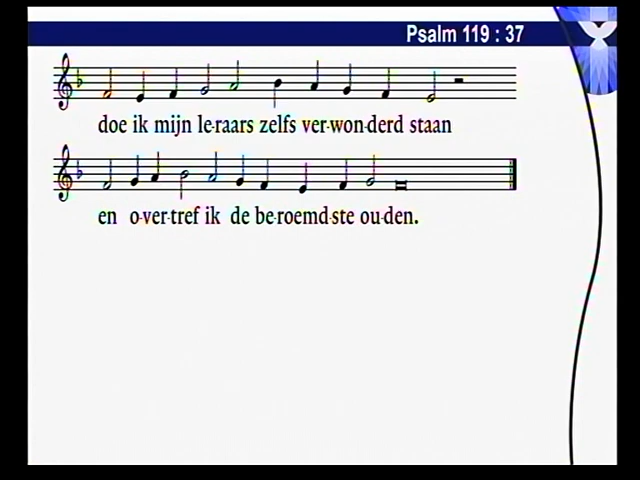 Psalm 119 : 37
doe ik mijn le-raars zelfs ver-won-derd staan
en o-ver-tref ik de be-roemd-ste ou-den.